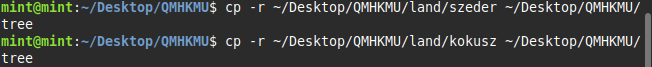 mint@mint:~/Desktop/QMHKMU$ cp -r ~/Desktop/QMHKMU/land/szeder ~/Desktop/QMHKMU/
tree
mint@mint:~/Desktop/QMHKMU$ cp -r ~/Desktop/QMHKMU/land/kokusz ~/Desktop/QMHKMU/
tree